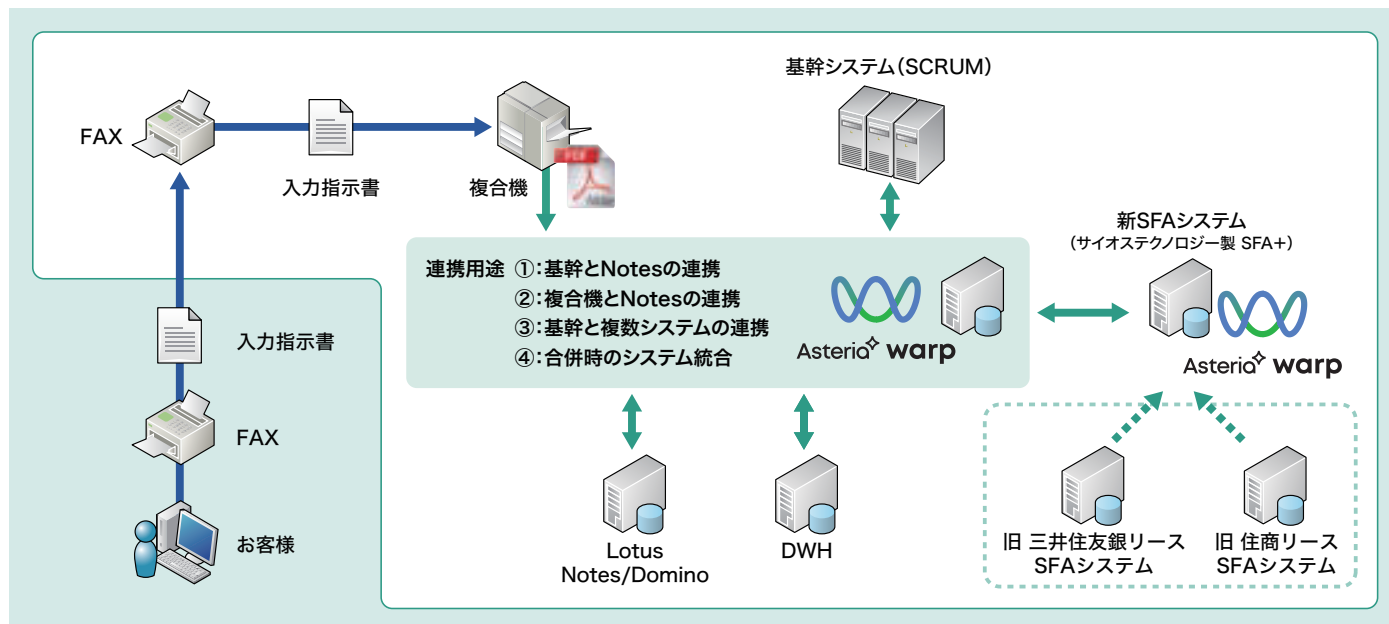 基幹システム(SCRUM)
FAX
入力指示書
複合機
PDF
Adobe
新SFAシステム
(サイオステクノロジー製 SFA+)
連携用途 ①:基幹とNotesの連携
②:複合機とNotesの連携
③:基幹と複数システムの連携
④:合併時のシステム統合
Asteria warp
Asteria warp
入力指示書
FAX
お客様
Lotus
Notes/Domino
DWH
旧 三井住友銀リース
SFAシステム
旧 住商リース
SFAシステム